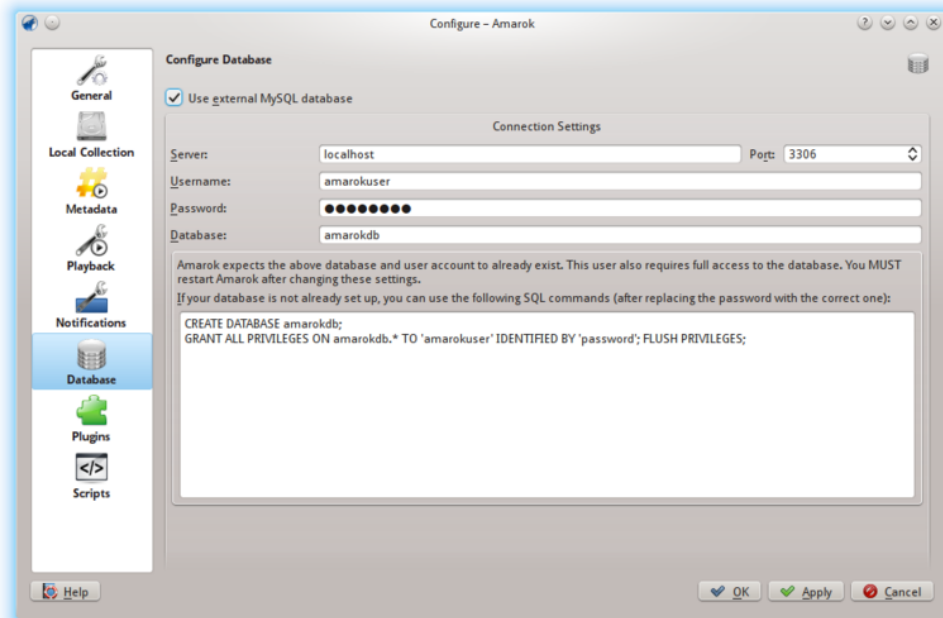 Configure – Amarok
General
Local Collection
Metadata
Playback
Notifications
Database
Plugins
Scripts
Configure Database
Use external MySQL database
Connection Settings
Server: localhost Port: 3306
Username: amarokuser
Password: ●●●●●●●●
Database: amarokdb
Amarok expects the above database and user account to already exist. This user also requires full access to the database. You MUST
restart Amarok after changing these settings.
If your database is not already set up, you can use the following SQL commands (after replacing the password with the correct one):
CREATE DATABASE amarokdb;
GRANT ALL PRIVILEGES ON amarokdb.* TO 'amarokuser' IDENTIFIED BY 'password'; FLUSH PRIVILEGES;
Help OK Apply Cancel